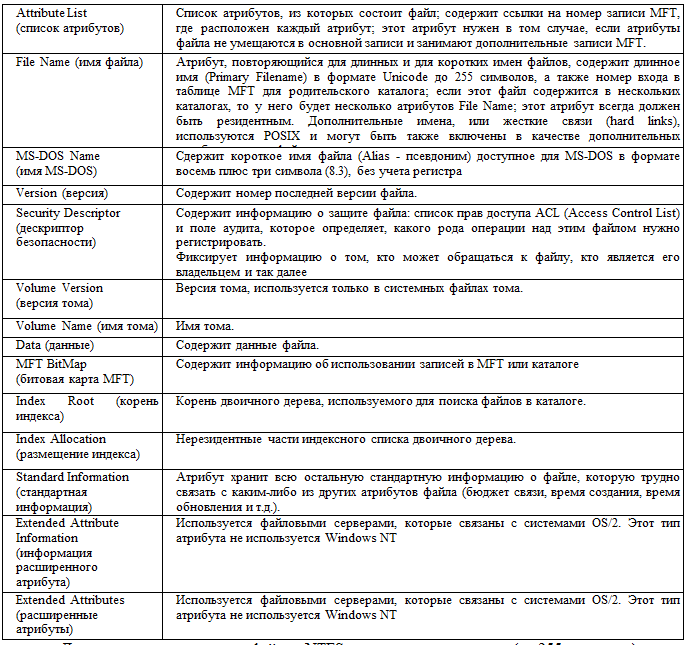 Attribute List
(список атрибутов)
Список атрибутов, из которых состоит файл; содержит ссылки на номер записи MFT,
где расположен каждый атрибут; этот атрибут нужен в том случае, если атрибуты
файла не умещаются в основной записи и занимают дополнительные записи MFT.
File Name (имя файла)
Атрибут, повторяющийся для длинных и для коротких имен файлов, содержит длинное
имя (Primary Filename) в формате Unicode до 255 символов, а также номер входа в
таблице MFT для родительского каталога; если этот файл содержится в нескольких
каталогах, то у него будет несколько атрибутов File Name; этот атрибут всегда должен
быть резидентным. Дополнительные имена, или жесткие связи (hard links),
используются POSIX и могут быть также включены в качестве дополнительных
MS-DOS Name
(имя MS-DOS)
Сдержит короткое имя файла (Alias - псевдоним) доступное для MS-DOS в формате
восемь плюс три символа (8.3), без учета регистра
Version (версия)
Содержит номер последней версии файла.
Security Descriptor
(дескриптор
безопасности)
Содержит информацию о защите файла: список прав доступа ACL (Access Control List)
и поле аудита, которое определяет, какого рода операции над этим файлом нужно
регистрировать.
Фиксирует информацию о том, кто может обращаться к файлу, кто является его
владельцем и так далее
Volume Version
(версия тома)
Версия тома, используется только в системных файлах тома.
Volume Name (имя тома)
Имя тома.
Data (данные)
Содержит данные файла.
MFT BitMap
(битовая карта MFT)
Содержит информацию об использовании записей в MFT или каталоге
Index Root (корень
индекса)
Корень двоичного дерева, используемого для поиска файлов в каталоге.
Index Allocation
(размещение индекса)
Нерезидентные части индексного списка двоичного дерева.
Standard Information
(стандартная
информация)
Атрибут хранит всю остальную стандартную информацию о файле, которую трудно
связать с каким-либо из других атрибутов файла (бюджет связи, время создания, время
обновления и т.д.).
Extended Attribute
Information
(информация
расширенного
атрибута)
Используется файловыми серверами, которые связаны с системами OS/2. Этот тип
атрибута не используется Windows NT
Extended Attributes
(расширенные
атрибуты)
Используется файловыми серверами, которые связаны с системами OS/2. Этот тип
атрибута не используется Windows NT